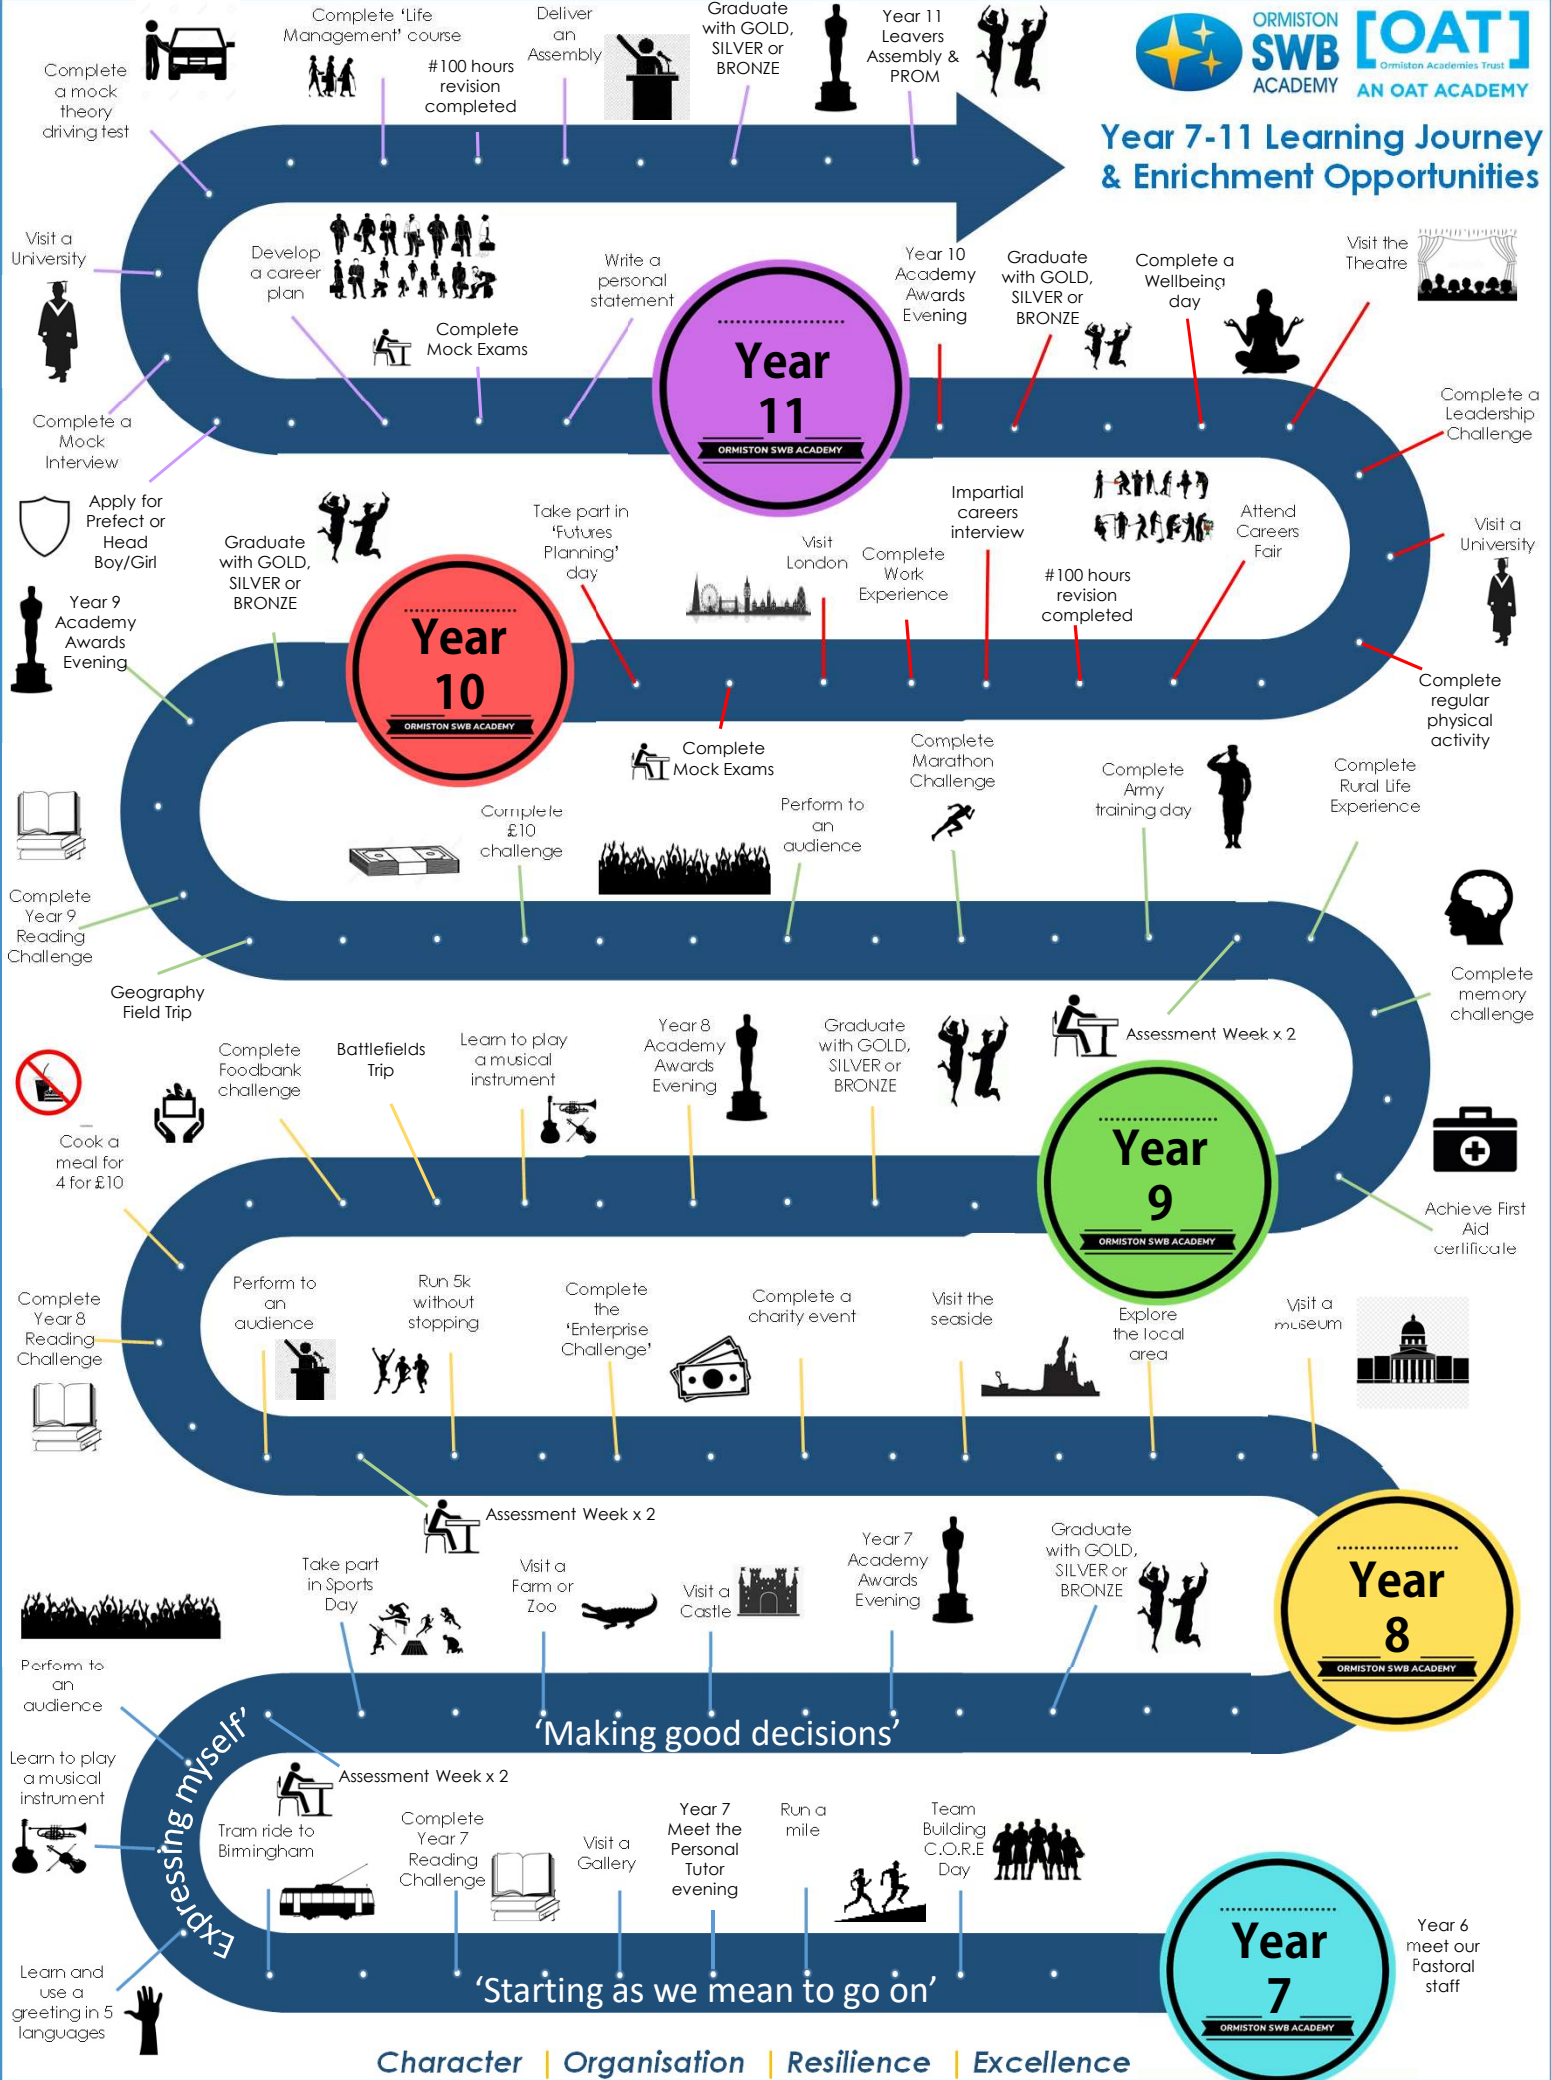 Complete
a mock
theory
driving test
Complete ‘Life
Management’ course
#100 hours
revision
completed
Deliver
an
Assembly
Graduate
with GOLD,
SILVER or
BRONZE
Year 11
Leavers
Assembly &
PROM
ORMISTON
SWB
ACADEMY
[OAT]
Ormiston Academies Trust
AN OAT ACADEMY
Year 7-11 Learning Journey
& Enrichment Opportunities
Visit a
University
Develop
a career
plan
Complete
Mock Exams
Write a
personal
statement
Year
11
ORMISTON SWB ACADEMY
Year 10
Academy
Awards
Evening
Graduate
with GOLD,
SILVER or
BRONZE
Complete a
Wellbeing
day
Visit the
Theatre
Complete a
Mock
Interview
Complete a
Leadership
Challenge
Apply for
Prefect or
Head
Boy/Girl
Graduate
with GOLD,
SILVER or
BRONZE
Take part in
‘Futures
Planning’
day
Visit
London
Complete
Work
Experience
Impartial
careers
interview
#100 hours
revision
completed
Attend
Careers
Fair
Visit a
University
Year 9
Academy
Awards
Evening
Year
10
ORMISTON SWB ACADEMY
Complete
regular
physical
activity
Complete
Mock Exams
Complete
£10
challenge
Perform to
an
audience
Complete
Marathon
Challenge
Complete
Army
training day
Complete
Rural Life
Experience
Complete
Year 9
Reading
Challenge
Geography
Field Trip
Complete
memory
challenge
Complete
Foodbank
challenge
Battlefields
Trip
Learn to play
a musical
instrument
Year 8
Academy
Awards
Evening
Graduate
with GOLD,
SILVER or
BRONZE
Assessment Week x 2
Cook a
meal for
4 for £10
Year
9
ORMISTON SWB ACADEMY
Achieve First
Aid
certificate
Complete
Year 8
Reading
Challenge
Perform to
an
audience
Run 5k
without
stopping
Complete
the
‘Enterprise
Challenge’
Complete a
charity event
Visit the
seaside
Explore
the local
area
Visit a
museum
Assessment Week x 2
Take part
in Sports
Day
Visit a
Farm or
Zoo
Visit a
Castle
Year 7
Academy
Awards
Evening
Graduate
with GOLD,
SILVER or
BRONZE
Year
8
ORMISTON SWB ACADEMY
Perform to
an
audience
‘Making good decisions’
Expressing myself’
Learn to play
a musical
instrument
Assessment Week x 2
Tram ride to
Birmingham
Complete
Year 7
Reading
Challenge
Visit a
Gallery
Year 7
Meet the
Personal
Tutor
evening
Run a
mile
Team
Building
C.O.R.E
Day
Year
7
ORMISTON SWB ACADEMY
Year 6
meet our
Pastoral
staff
Learn and
use a
greeting in 5
languages
‘Starting as we mean to go on’
Character | Organisation | Resilience | Excellence